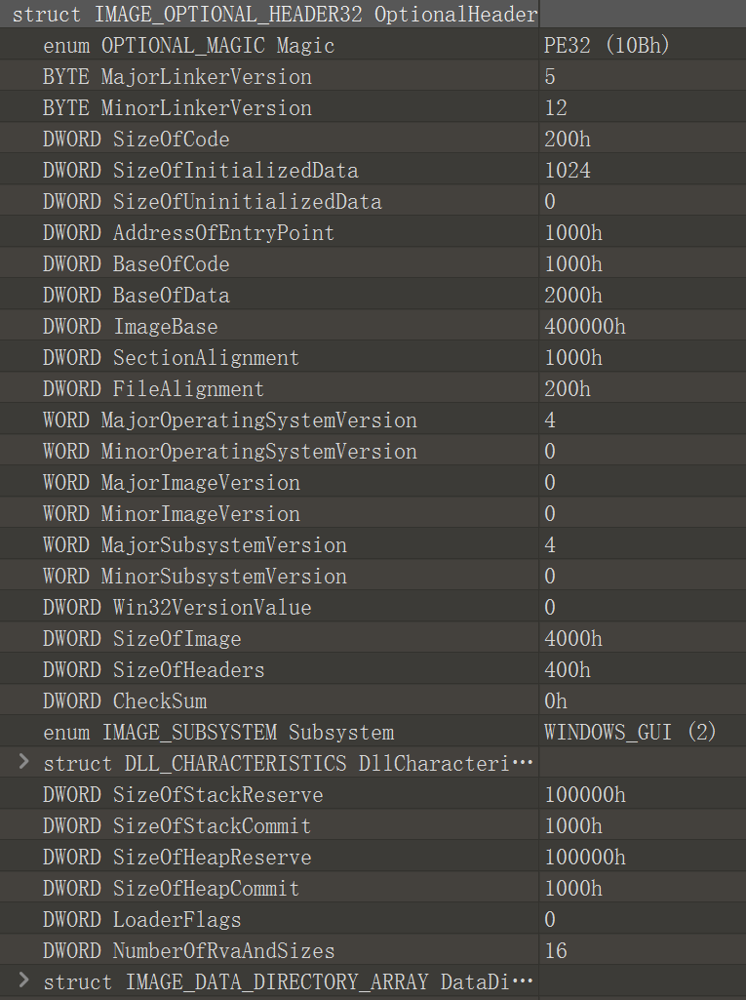 struct IMAGE_OPTIONAL_HEADER32 OptionalHeader
enum OPTIONAL_MAGIC Magic PE32 (10Bh)
BYTE MajorLinkerVersion 5
BYTE MinorLinkerVersion 12
DWORD SizeOfCode 200h
DWORD SizeOfInitializedData 1024
DWORD SizeOfUninitializedData 0
DWORD AddressOfEntryPoint 1000h
DWORD BaseOfCode 1000h
DWORD BaseOfData 2000h
DWORD ImageBase 400000h
DWORD SectionAlignment 1000h
DWORD FileAlignment 200h
WORD MajorOperatingSystemVersion 4
WORD MinorOperatingSystemVersion 0
WORD MajorImageVersion 0
WORD MinorImageVersion 0
WORD MajorSubsystemVersion 4
WORD MinorSubsystemVersion 0
DWORD Win32VersionValue 0
DWORD SizeOfImage 4000h
DWORD SizeOfHeaders 400h
DWORD CheckSum 0h
enum IMAGE_SUBSYSTEM Subsystem WINDOWS_GUI (2)
struct DLL_CHARACTERISTICS DllCharacteri…
DWORD SizeOfStackReserve 100000h
DWORD SizeOfStackCommit 1000h
DWORD SizeOfHeapReserve 100000h
DWORD SizeOfHeapCommit 1000h
DWORD LoaderFlags 0
DWORD NumberOfRvaAndSizes 16
struct IMAGE_DATA_DIRECTORY_ARRAY DataDi…